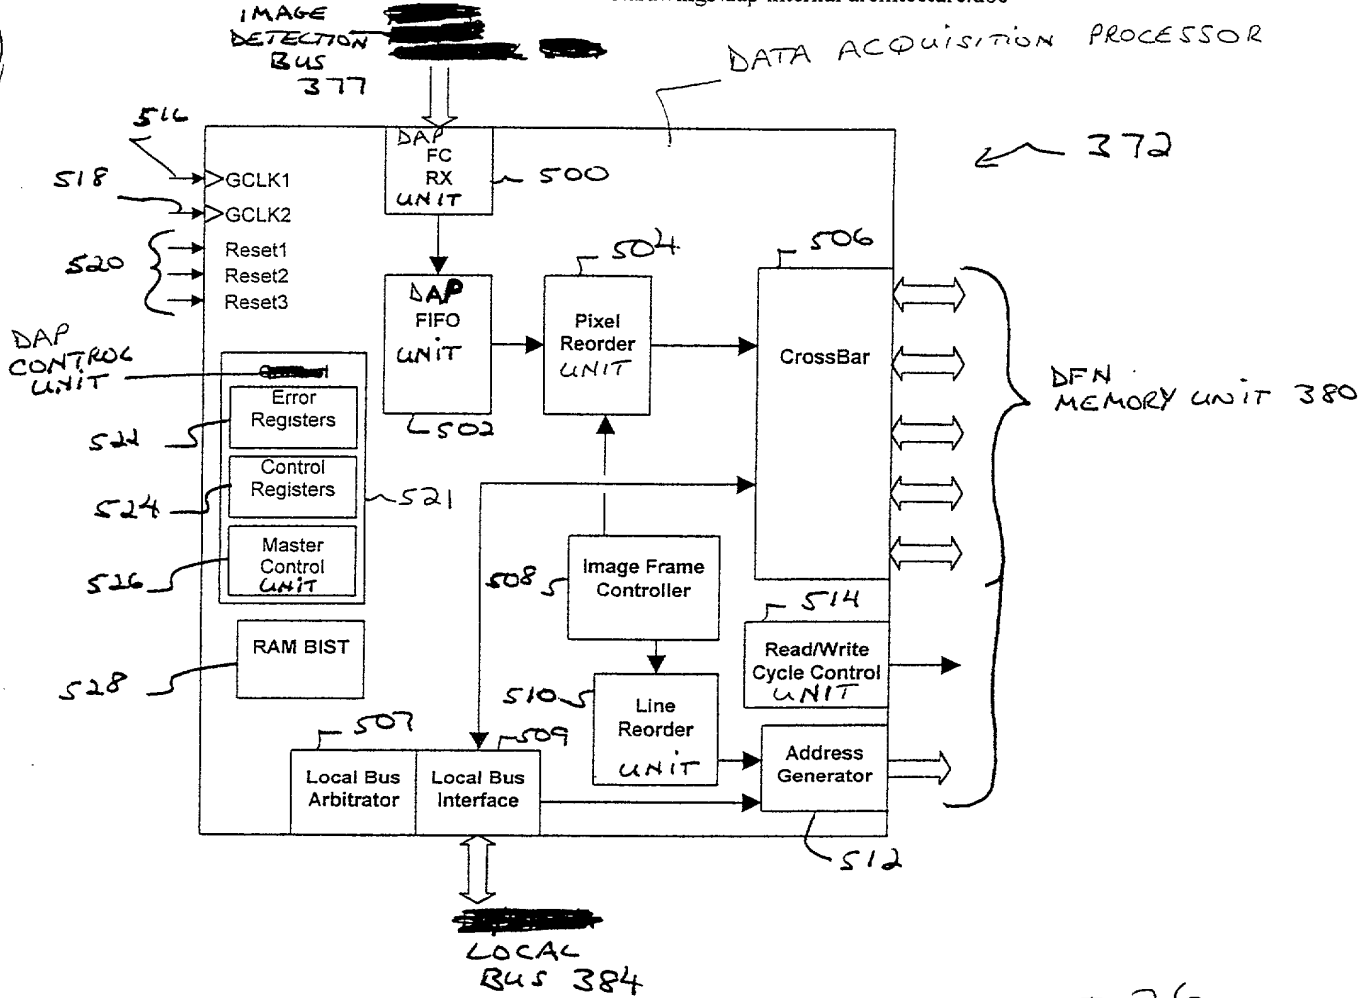 IMAGE
DETECTION
BUS
377
DATA ACQUISITION PROCESSOR
372
516
518
520
GCLK1
GCLK2
Reset1
Reset2
Reset3
DAP
FC
RX
UNIT
500
DAP
FIFO
UNIT
502
504
Pixel
Reorder
UNIT
506
CrossBar
DFN
MEMORY UNIT 380
DAP
CONTROL
UNIT
Error
Registers
522
Control
Registers
524
521
Master
Control
UNIT
526
RAM BIST
528
508
Image Frame
Controller
514
Read/Write
Cycle Control
UNIT
510
Line
Reorder
UNIT
507
Local Bus
Arbitrator
509
Local Bus
Interface
Address
Generator
512
LOCAL
BUS 384